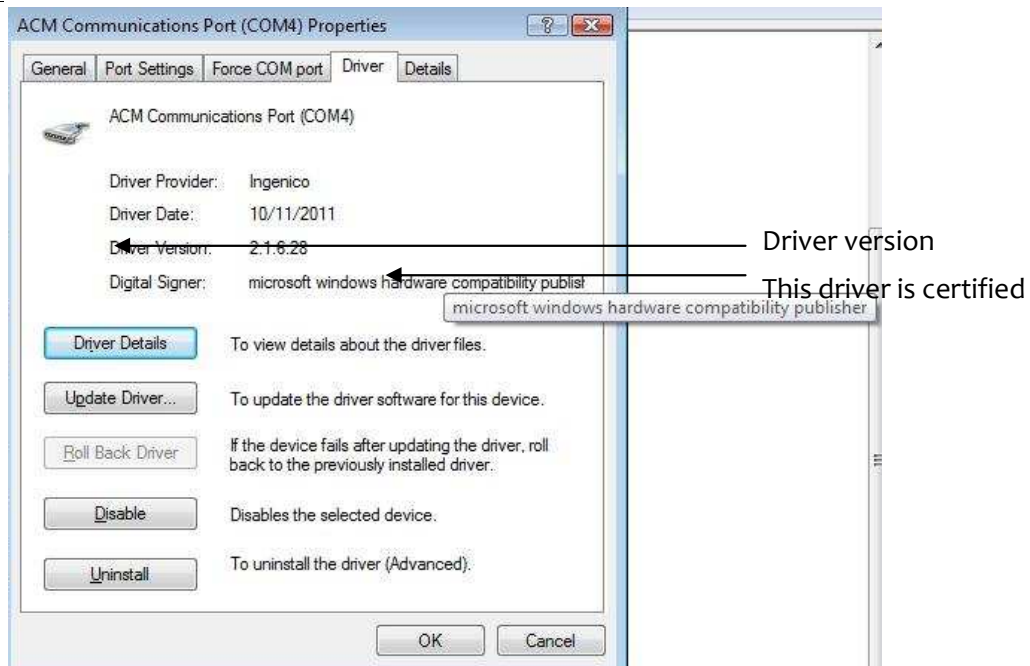 ACM Communications Port (COM4) Properties
General Port Settings Force COM port Driver Details
ACM Communications Port (COM4)
Driver Provider: Ingenico
Driver Date: 10/11/2011
Driver Version: 2.1.6.28
Driver version
Digital Signer: microsoft windows hardware compatibility publish
This driver is certified
microsoft windows hardware compatibility publisher
Driver Details To view details about the driver files.
Update Driver... To update the driver software for this device.
Roll Back Driver If the device fails after updating the driver, roll
back to the previously installed driver.
Disable Disables the selected device.
Uninstall To uninstall the driver (Advanced).
OK Cancel